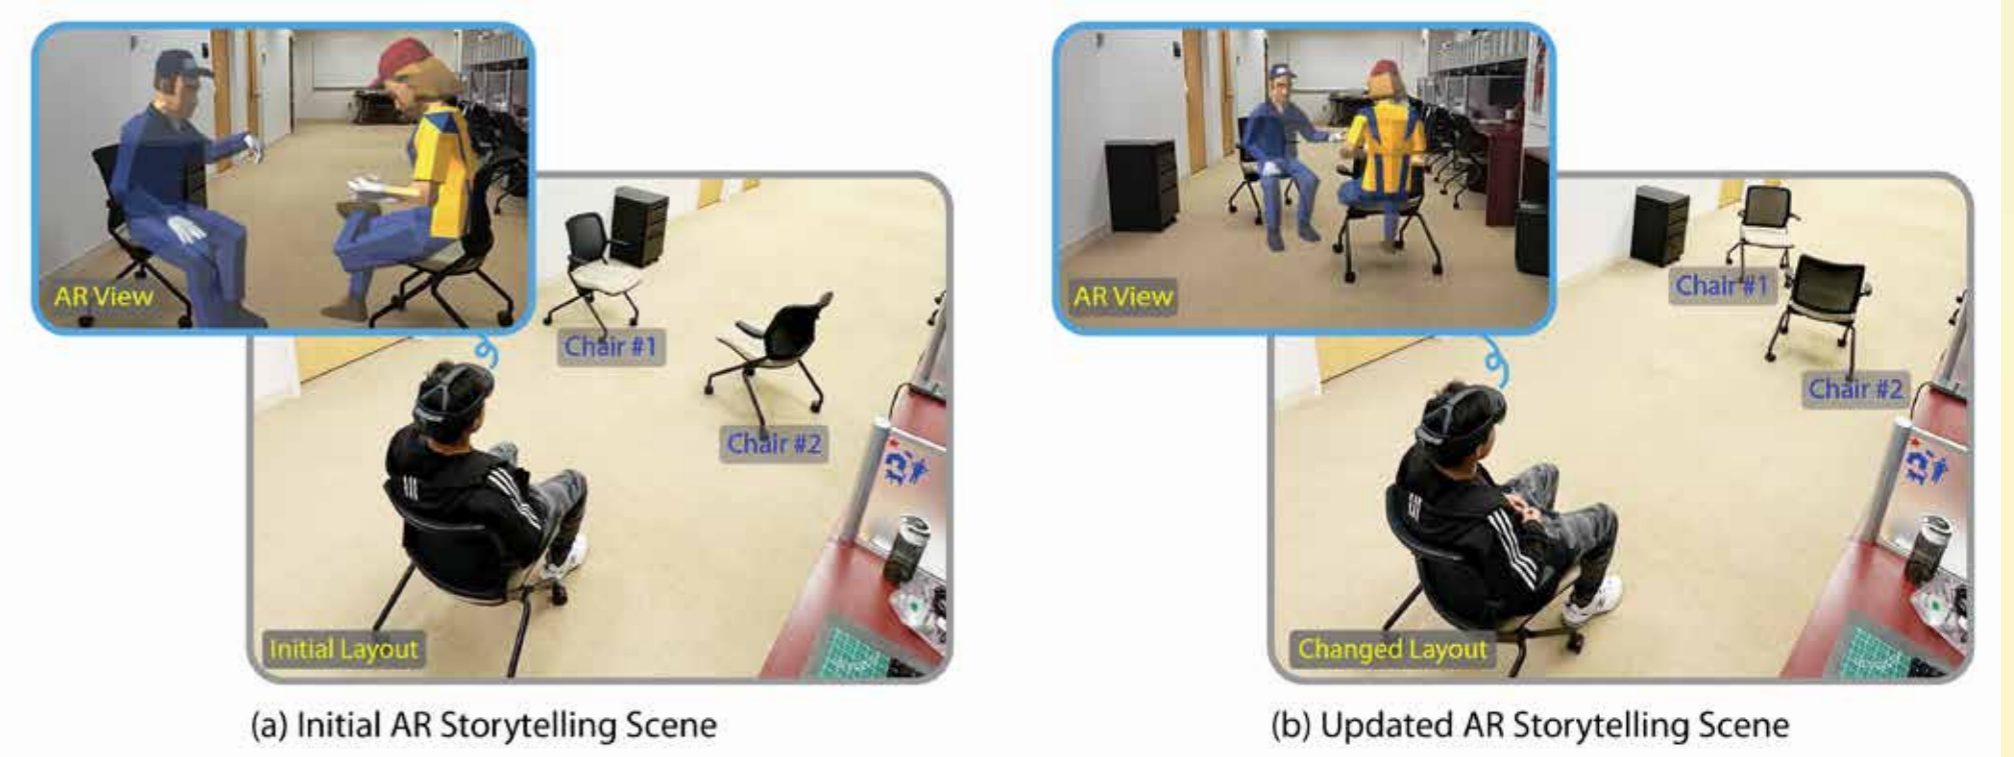 AR View
Chair #1
Chair #2
Initial Layout
(a) Initial AR Storytelling Scene
AR View
Chair #1
Chair #2
Changed Layout
(b) Updated AR Storytelling Scene